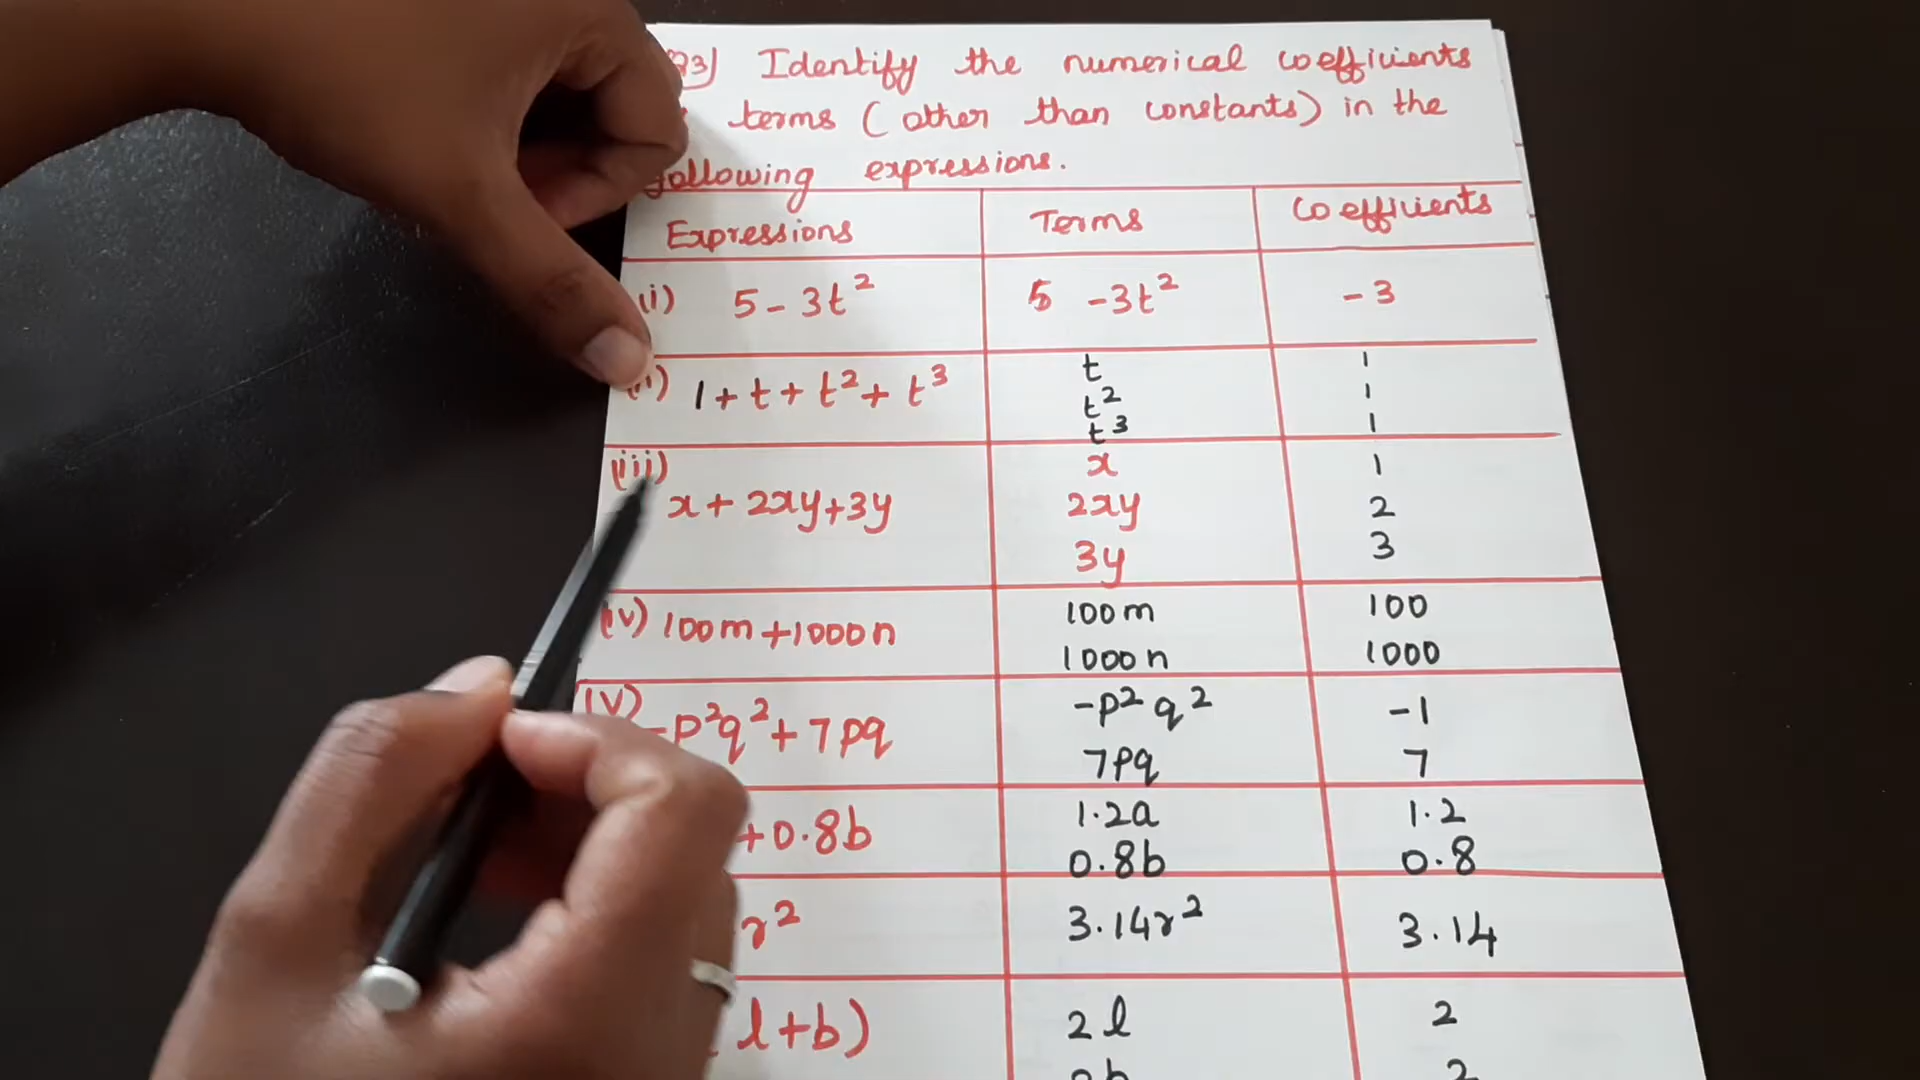 Q3) Identify the numerical coefficients
terms (other than constants) in the
following expressions.
Expressions Terms Coefficients
(i) 5 - 3t² 5 -3t² -3
(ii) 1 + t + t² + t³ t 1
t² 1
t³ 1
(iii) x 1
x + 2xy + 3y 2xy 2
3y 3
(iv) 100m + 1000n 100m 100
1000n 1000
(v) -p²q² + 7pq -p²q² -1
7pq 7
+ 0.8b 1.2a 1.2
0.8b 0.8
r² 3.14r² 3.14
l + b) 2l 2
2